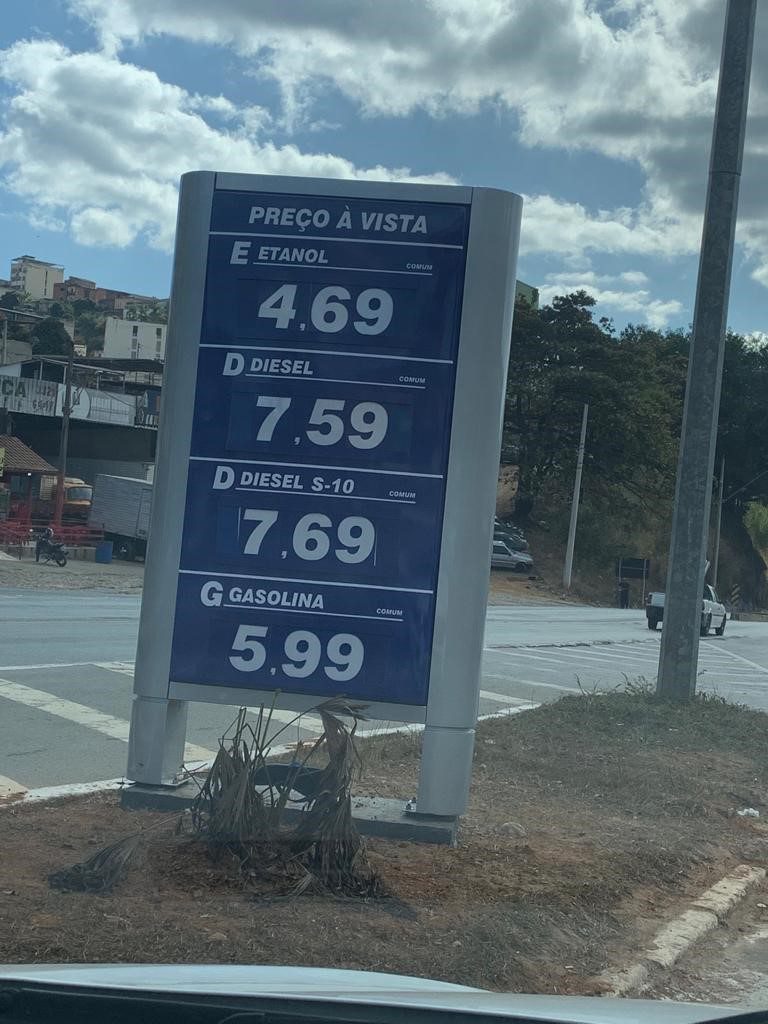 PREÇO À VISTA
E ETANOL
COMUM
4,69
D DIESEL
COMUM
7,59
D DIESEL S-10
COMUM
7,69
G GASOLINA
COMUM
5,99